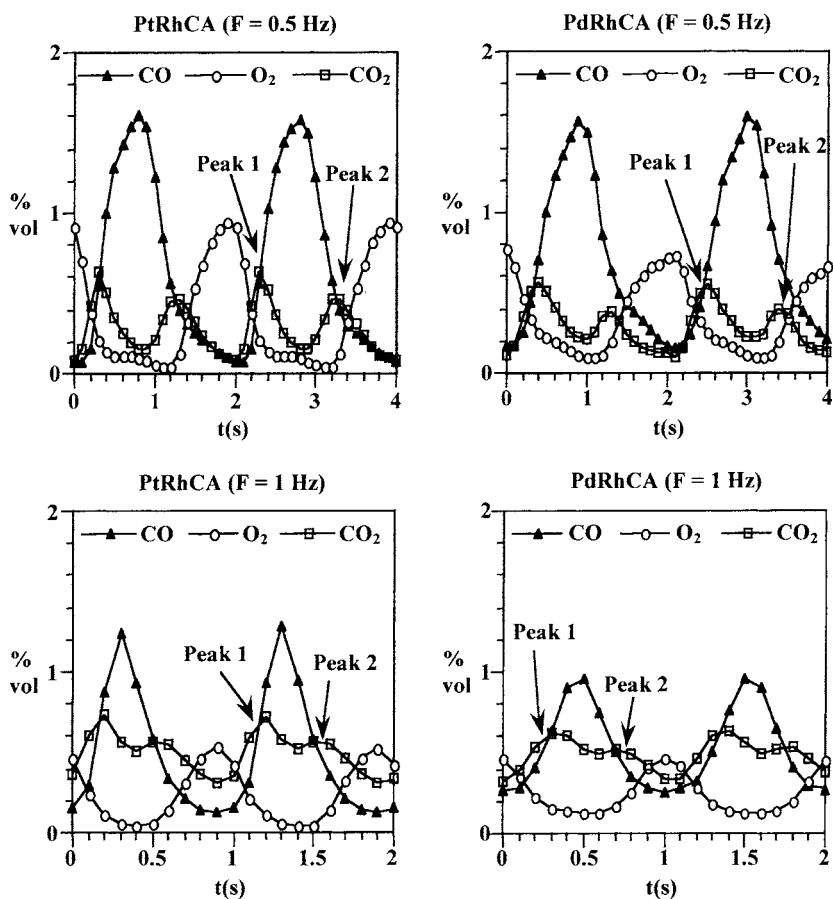 PtRhCA (F = 0.5 Hz)
2
CO O₂ CO₂
Peak 1
Peak 2
%
vol
1
0
0 1 2 3 4
t(s)
PdRhCA (F = 0.5 Hz)
2
CO O₂ CO₂
Peak 1
Peak 2
%
vol
1
0
0 1 2 3 4
t(s)
PtRhCA (F = 1 Hz)
2
CO O₂ CO₂
Peak 1
Peak 2
%
vol
1
0
0 0.5 1 1.5 2
t(s)
PdRhCA (F = 1 Hz)
2
CO O₂ CO₂
Peak 1
Peak 2
%
vol
1
0
0 0.5 1 1.5 2
t(s)